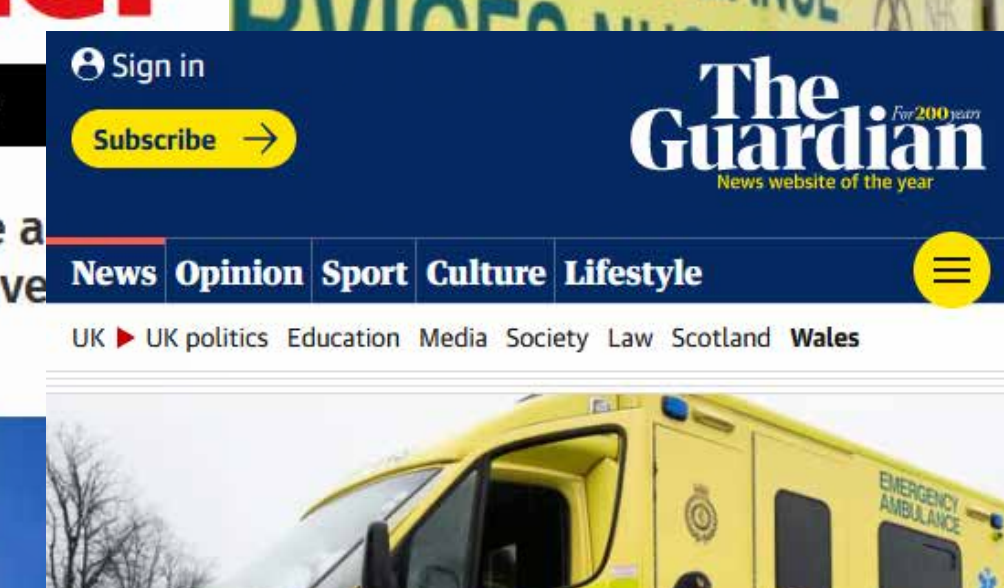 Sign in
Subscribe
The
Guardian
For 200 years
News website of the year
News Opinion Sport Culture Lifestyle
UK UK politics Education Media Society Law Scotland Wales
EMERGENCY
AMBULANCE